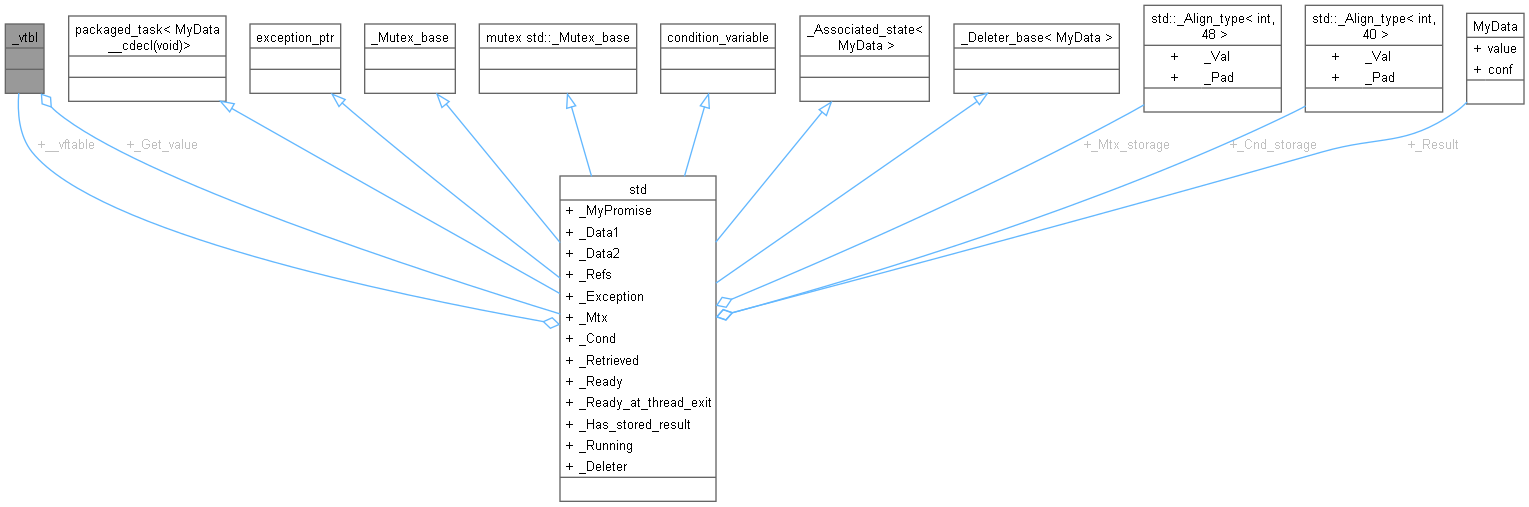 _vtbl
packaged_task< MyData
__cdecl(void)>
exception_ptr
_Mutex_base
mutex std::_Mutex_base
condition_variable
_Associated_state<
MyData >
_Deleter_base< MyData >
std::_Align_type< int,
48 >
+ _Val
+ _Pad
std::_Align_type< int,
40 >
+ _Val
+ _Pad
MyData
+ value
+ conf
+__vftable
+_Get_value
+_Mtx_storage
+_Cnd_storage
+_Result
std
+ _MyPromise
+ _Data1
+ _Data2
+ _Refs
+ _Exception
+ _Mtx
+ _Cond
+ _Retrieved
+ _Ready
+ _Ready_at_thread_exit
+ _Has_stored_result
+ _Running
+ _Deleter